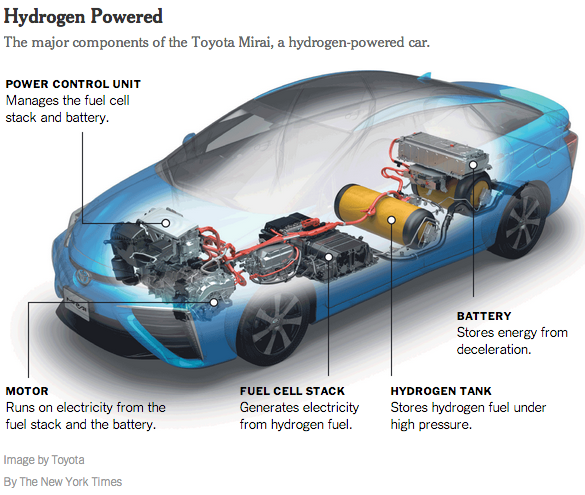 Hydrogen Powered
The major components of the Toyota Mirai, a hydrogen-powered car.
POWER CONTROL UNIT
Manages the fuel cell
stack and battery.
BATTERY
Stores energy from
deceleration.
MOTOR
Runs on electricity from the
fuel stack and the battery.
FUEL CELL STACK
Generates electricity
from hydrogen fuel.
HYDROGEN TANK
Stores hydrogen fuel under
high pressure.
Image by Toyota
By The New York Times